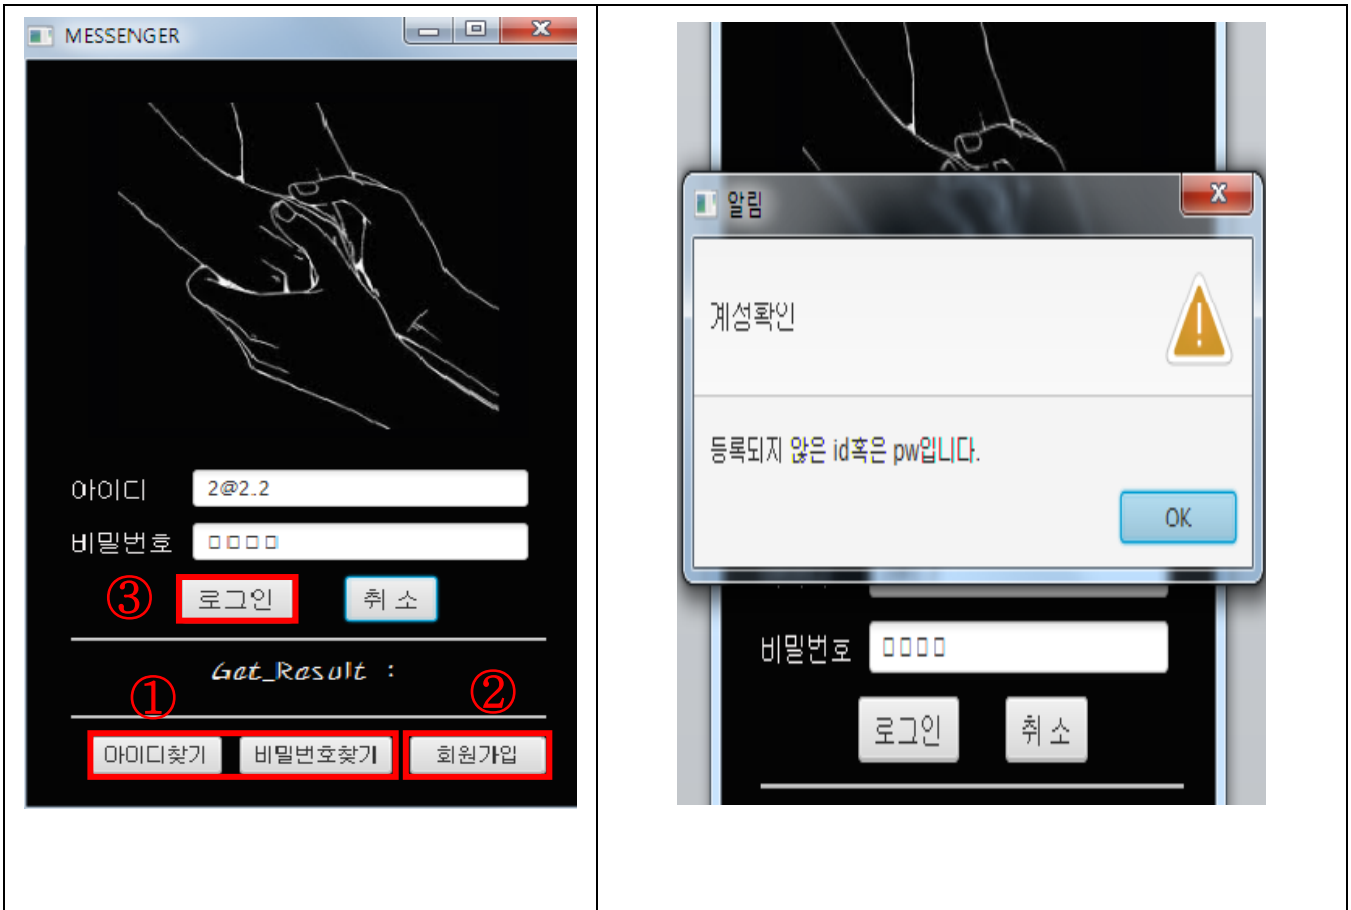 MESSENGER
아이디
2@2.2
비밀번호
③
로그인
취 소
Get_Result :
①
②
아이디찾기
비밀번호찾기
회원가입
알림
계성확인
등록되지 않은 id혹은 pw입니다.
OK
비밀번호
로그인
취 소